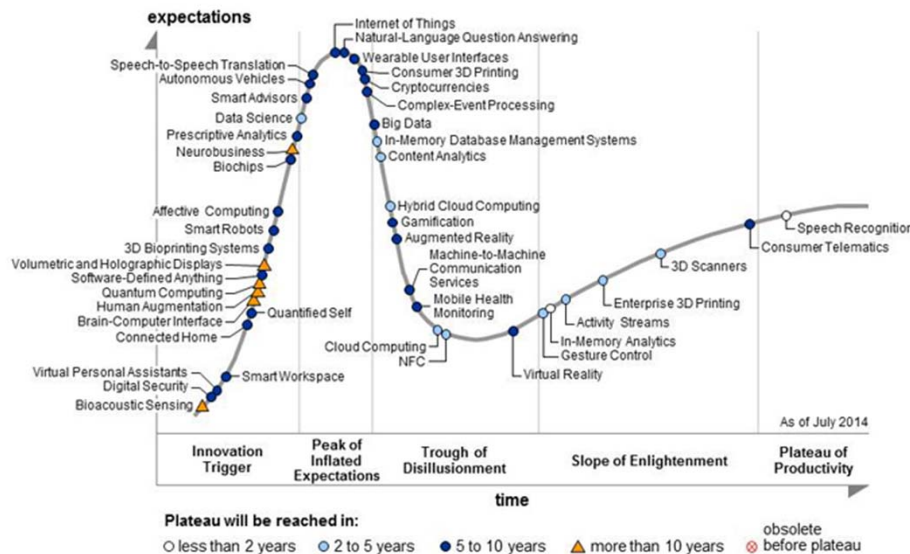 expectations
Internet of Things
Natural-Language Question Answering
Wearable User Interfaces
Consumer 3D Printing
Cryptocurrencies
Complex-Event Processing
Big Data
In-Memory Database Management Systems
Content Analytics
Hybrid Cloud Computing
Gamification
Augmented Reality
Machine-to-Machine
Communication
Services
Mobile Health
Monitoring
Speech-to-Speech Translation
Autonomous Vehicles
Smart Advisors
Data Science
Prescriptive Analytics
Neurobusiness
Biochips
Affective Computing
Smart Robots
3D Bioprinting Systems
Volumetric and Holographic Displays
Software-Defined Anything
Quantum Computing
Human Augmentation
Brain-Computer Interface
Connected Home
Quantified Self
Virtual Personal Assistants
Digital Security
Bioacoustic Sensing
Smart Workspace
Cloud Computing
NFC
Virtual Reality
Gesture Control
In-Memory Analytics
Activity Streams
Enterprise 3D Printing
3D Scanners
Consumer Telematics
Speech Recognition
As of July 2014
Innovation
Trigger
Peak of
Inflated
Expectations
Trough of
Disillusionment
Slope of Enlightenment
Plateau of
Productivity
time
Plateau will be reached in:
less than 2 years
2 to 5 years
5 to 10 years
more than 10 years
obsolete
before plateau